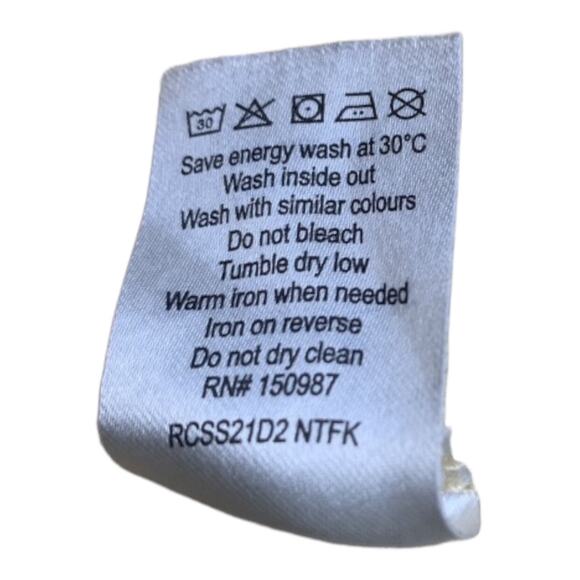 30
Save energy wash at 30°C
Wash inside out
Wash with similar colours
Do not bleach
Tumble dry low
Warm iron when needed
Iron on reverse
Do not dry clean
RN# 150987
RCSS21D2 NTFK